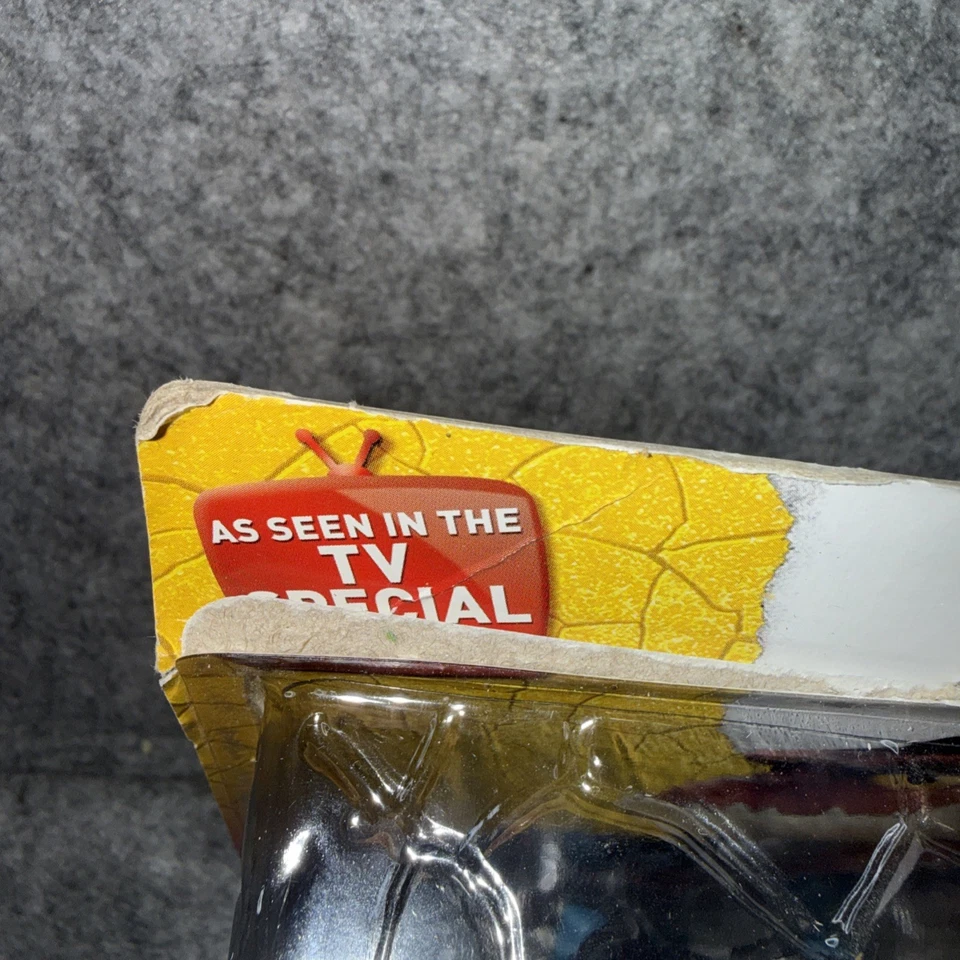 AS SEEN IN THE
TV
SPECIAL